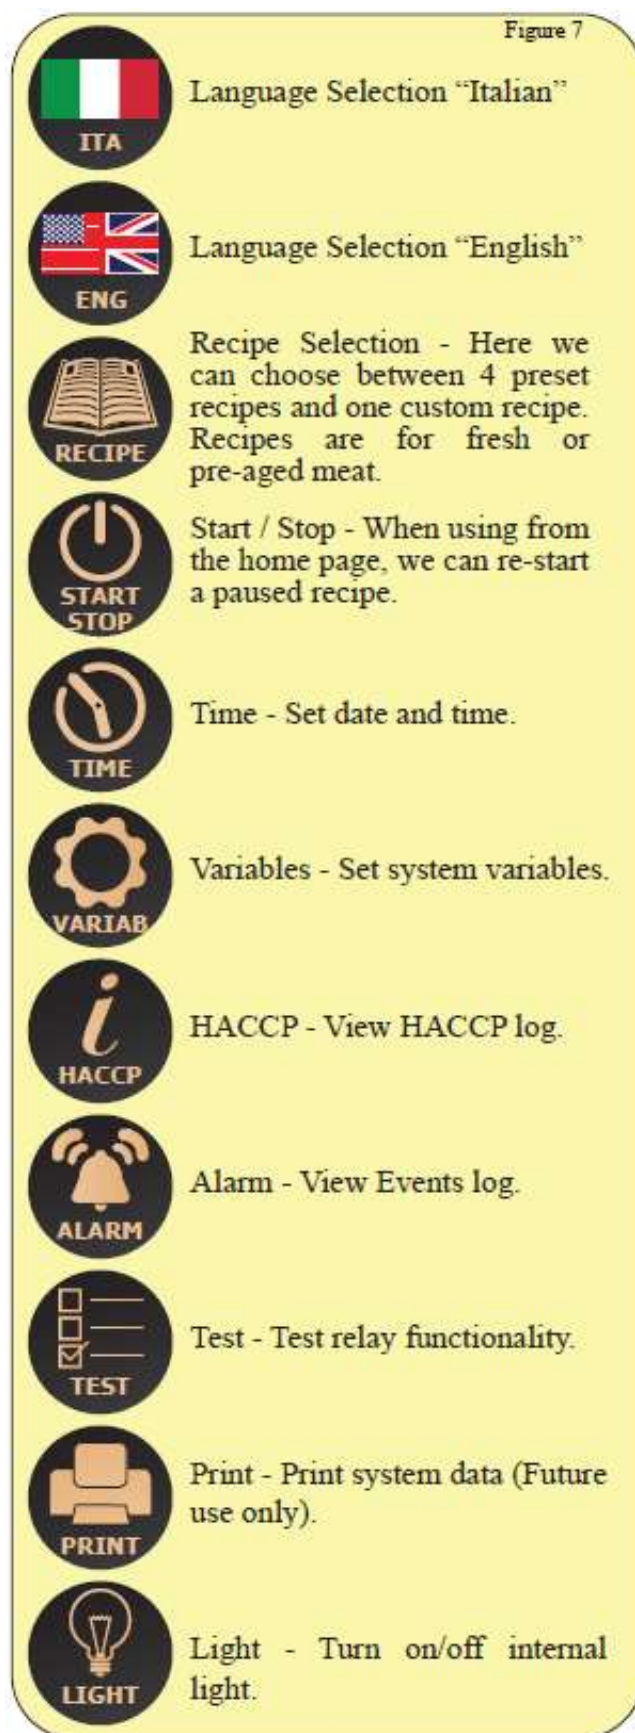 Figure 7
ITA
Language Selection “Italian”
ENG
Language Selection “English”
RECIPE
Recipe Selection - Here we
can choose between 4 preset
recipes and one custom recipe.
Recipes are for fresh or
pre-aged meat.
START
STOP
Start / Stop - When using from
the home page, we can re-start
a paused recipe.
TIME
Time - Set date and time.
VARIAB
Variables - Set system variables.
HACCP
HACCP - View HACCP log.
ALARM
Alarm - View Events log.
TEST
Test - Test relay functionality.
PRINT
Print - Print system data (Future
use only).
LIGHT
Light - Turn on/off internal
light.